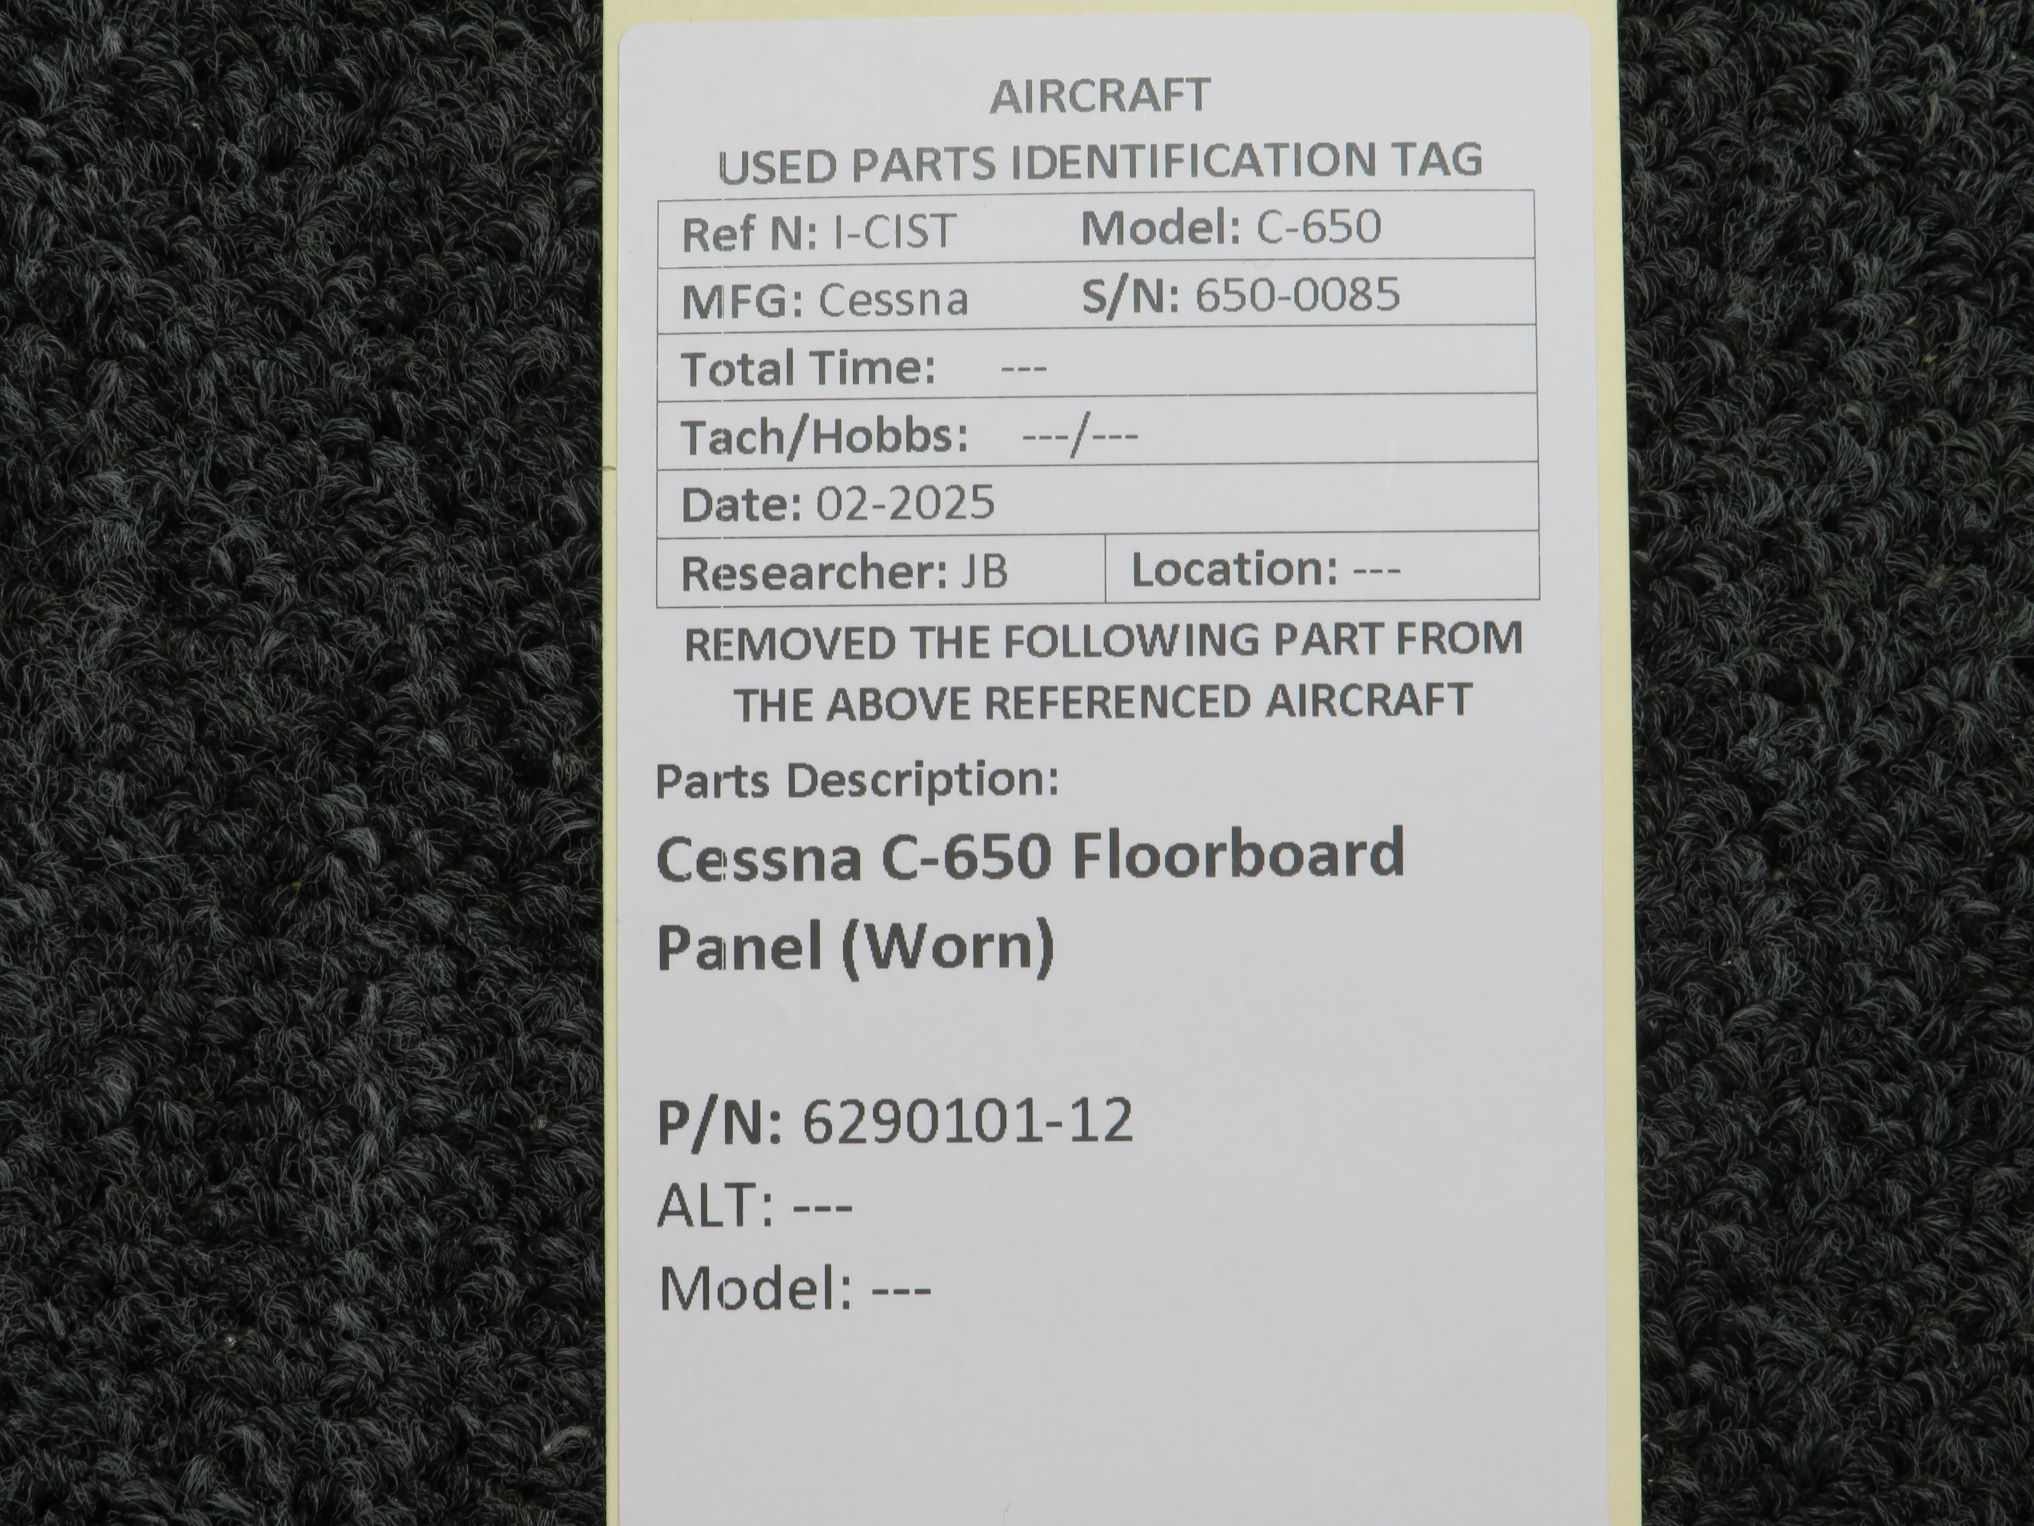 AIRCRAFT
USED PARTS IDENTIFICATION TAG
Ref N: I-CIST Model: C-650
MFG: Cessna S/N: 650-0085
Total Time: ---
Tach/Hobbs: ---/---
Date: 02-2025
Researcher: JB Location: ---
REMOVED THE FOLLOWING PART FROM
THE ABOVE REFERENCED AIRCRAFT
Parts Description:
Cessna C-650 Floorboard
Panel (Worn)
P/N: 6290101-12
ALT: ---
Model: ---